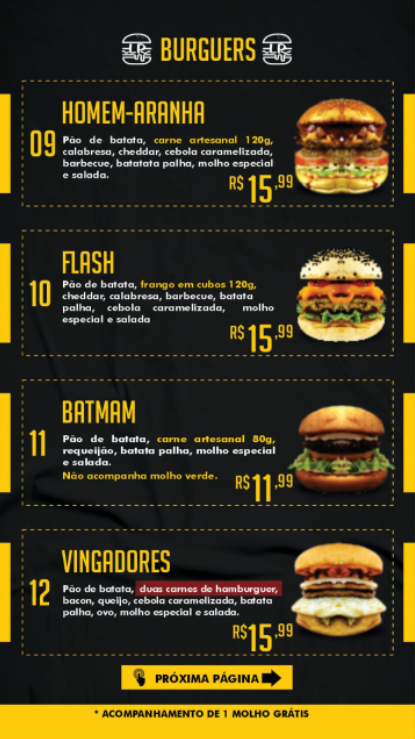 BURGUERS
HOMEM-ARANHA
09
Pão de batata, carne artesanal 120g,
calabresa, cheddar, cebola caramelizada,
barbecue, batatata palha, molho especial
e salada.
R$15,99
FLASH
10
Pão de batata, frango em cubos 120g,
cheddar, calabresa, barbecue, batata
palha, cebola caramelizada, molho
especial e salada
R$15,99
BATMAM
11
Pão de batata, carne artesanal 80g,
requeijão, batata palha, molho especial
e salada.
Não acompanha molho verde.
R$11,99
VINGADORES
12
Pão de batata, duas carnes de hamburguer,
bacon, queijo, cebola caramelizada, batata
palha, ovo, molho especial e salada.
R$15,99
PRÓXIMA PÁGINA
* ACOMPANHAMENTO DE 1 MOLHO GRÁTIS